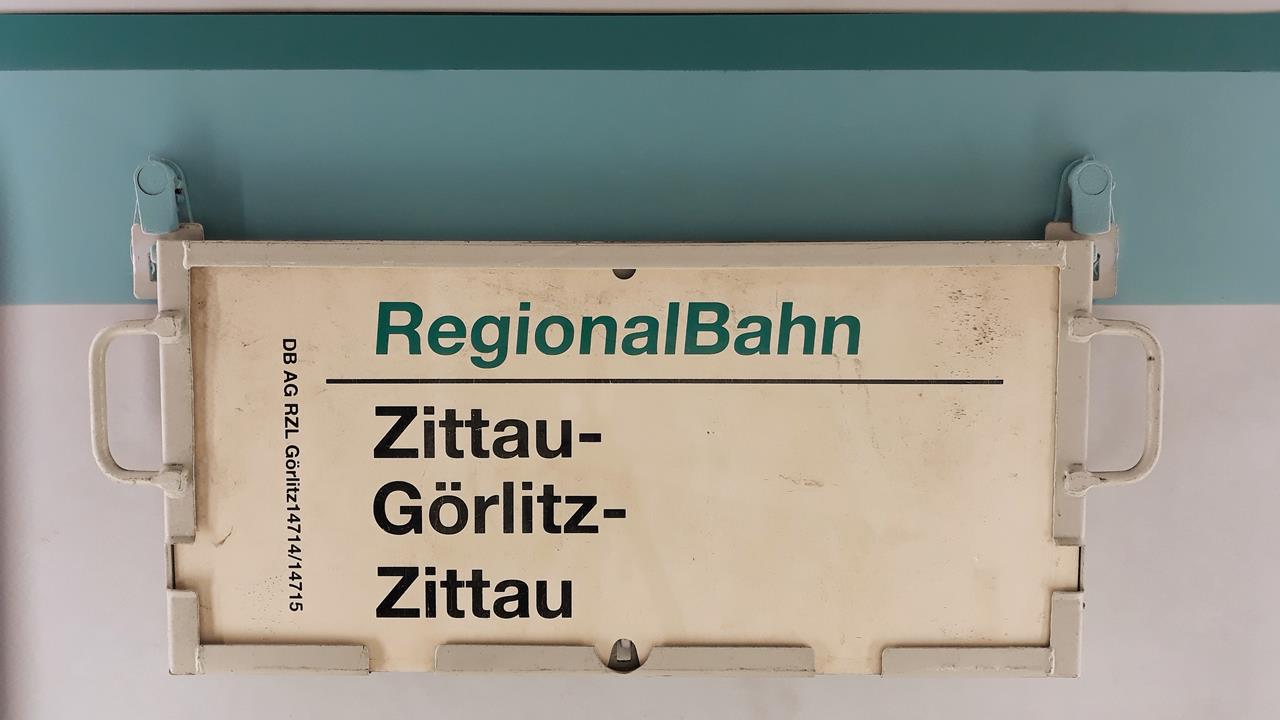 RegionalBahn
Zittau-
Görlitz-
Zittau
DB AG RZL Görlitz14714/14715